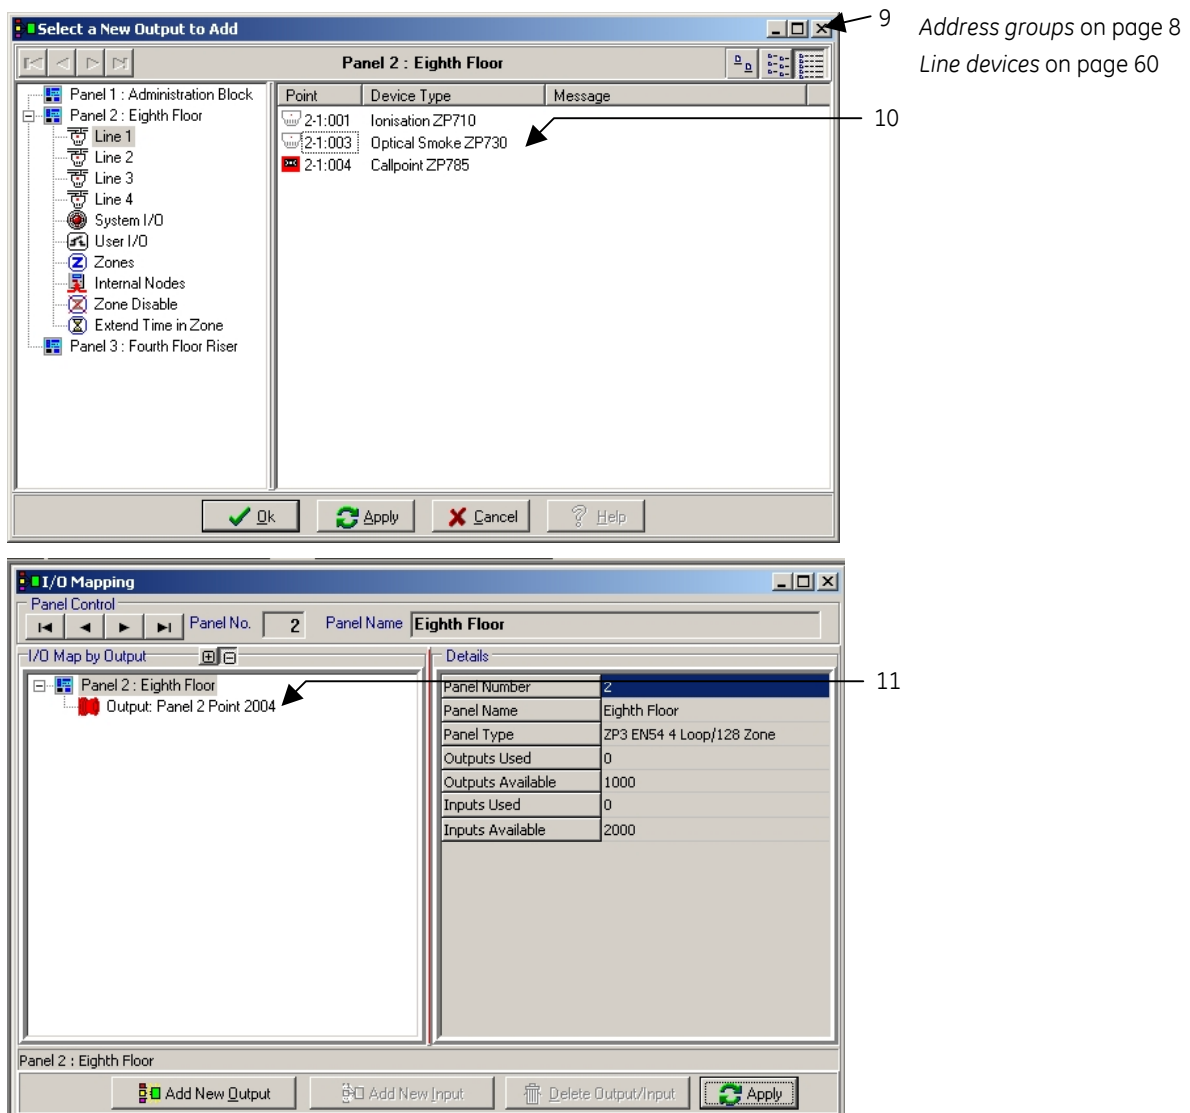 Select a New Output to Add
9
Address groups on page 8
Line devices on page 60
Panel 2 : Eighth Floor
Panel 1 : Administration Block
Panel 2 : Eighth Floor
Line 1
Line 2
Line 3
Line 4
System I/O
User I/O
Zones
Internal Nodes
Zone Disable
Extend Time in Zone
Panel 3 : Fourth Floor Riser
Point Device Type Message
2-1:001 Ionisation ZP710
2-1:003 Optical Smoke ZP730
2-1:004 Callpoint ZP785
10
Ok Apply Cancel Help
I/O Mapping
Panel Control
Panel No. 2 Panel Name Eighth Floor
I/O Map by Output
Panel 2 : Eighth Floor
Output: Panel 2 Point 2004
Details
Panel Number 2
Panel Name Eighth Floor
Panel Type ZP3 EN54 4 Loop/128 Zone
Outputs Used 0
Outputs Available 1000
Inputs Used 0
Inputs Available 2000
11
Panel 2 : Eighth Floor
Add New Output Add New Input Delete Output/Input Apply